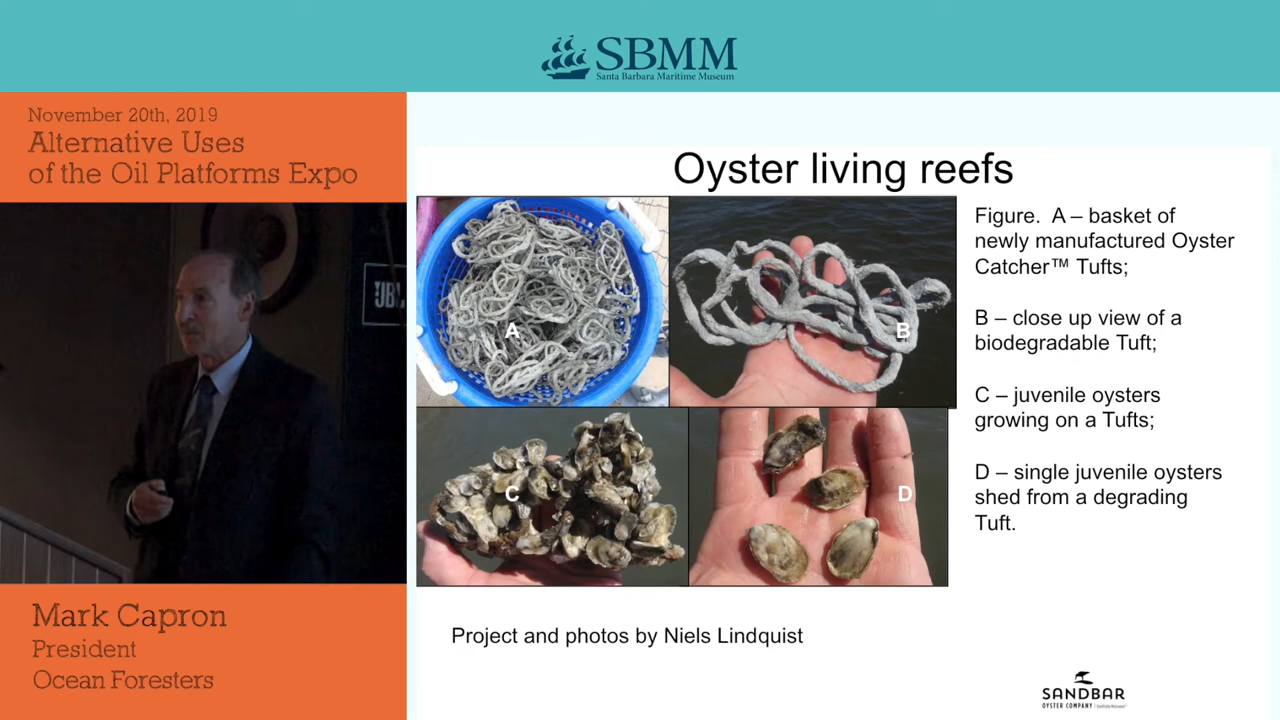 SBMM
Santa Barbara Maritime Museum
November 20th, 2019
Alternative Uses
of the Oil Platforms Expo
JBL
Mark Capron
President
Ocean Foresters
Oyster living reefs
A
B
C
D
Figure. A – basket of
newly manufactured Oyster
Catcher™ Tufts;
B – close up view of a
biodegradable Tuft;
C – juvenile oysters
growing on a Tufts;
D – single juvenile oysters
shed from a degrading
Tuft.
Project and photos by Niels Lindquist
SANDBAR
OYSTER COMPANY